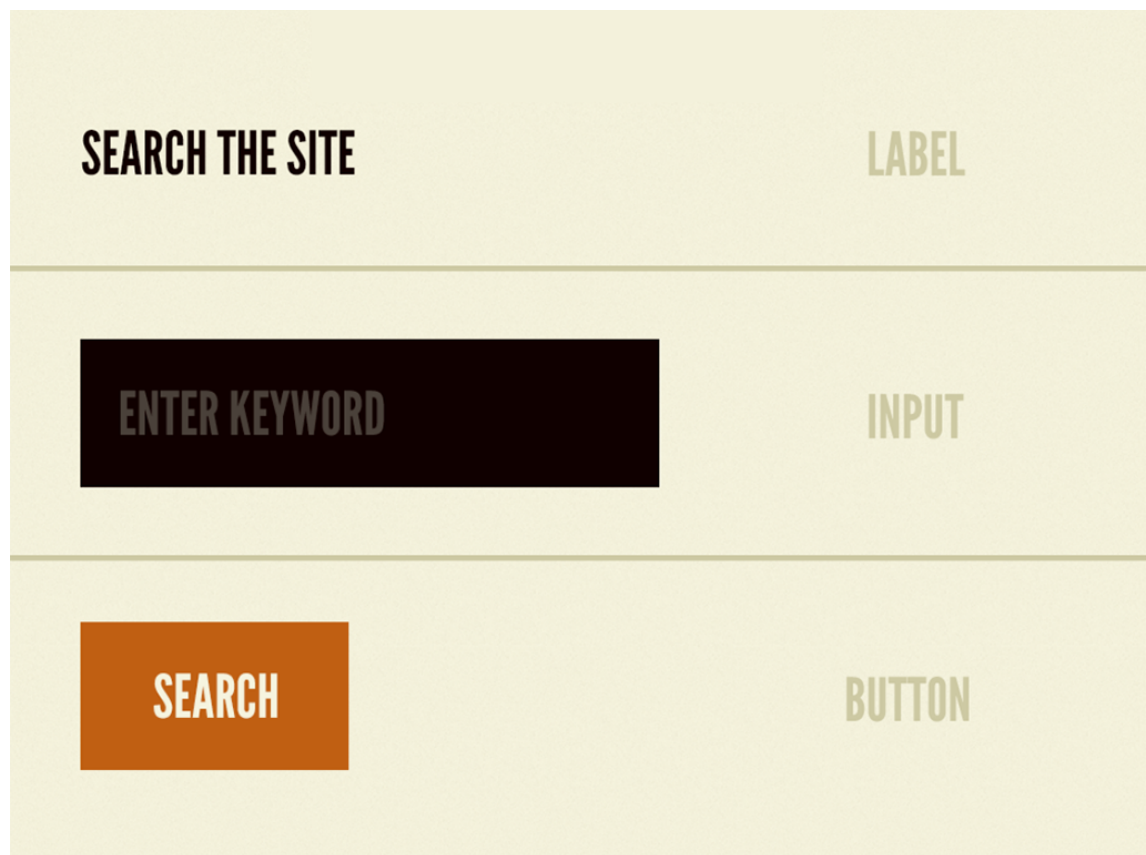 SEARCH THE SITE
LABEL
ENTER KEYWORD
INPUT
SEARCH
BUTTON